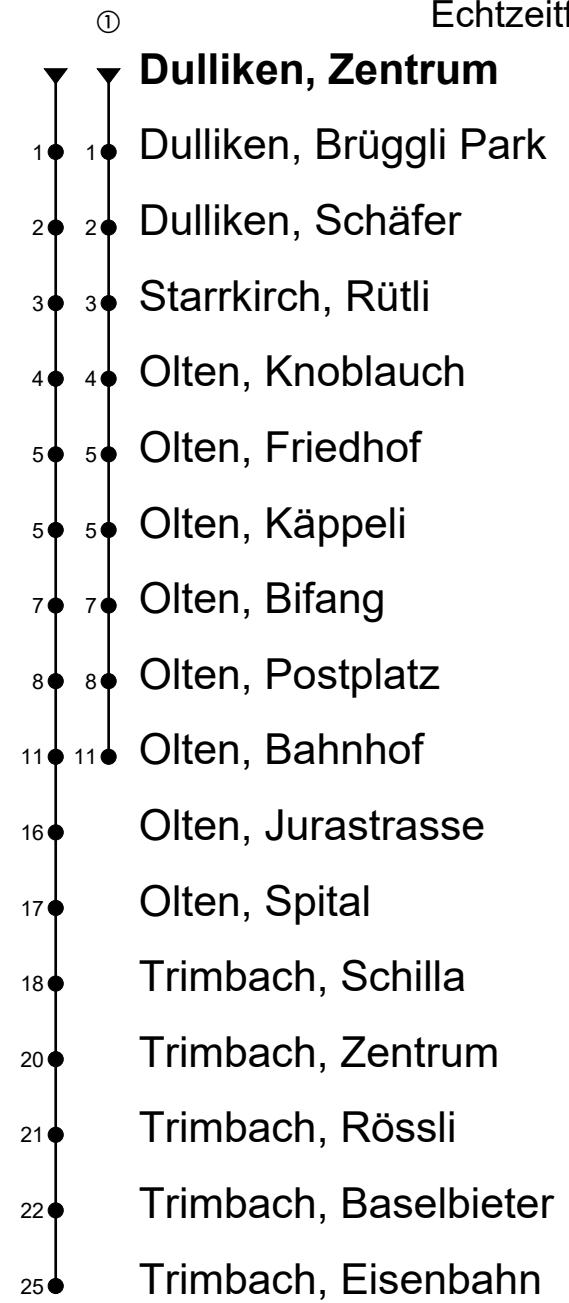 ① Echtzeitf
Dulliken, Zentrum
1 1 Dulliken, Brüggli Park
2 2 Dulliken, Schäfer
3 3 Starrkirch, Rütli
4 4 Olten, Knoblauch
5 5 Olten, Friedhof
5 5 Olten, Käppeli
7 7 Olten, Bifang
8 8 Olten, Postplatz
11 11 Olten, Bahnhof
16 Olten, Jurastrasse
17 Olten, Spital
18 Trimbach, Schilla
20 Trimbach, Zentrum
21 Trimbach, Rössli
22 Trimbach, Baselbieter
25 Trimbach, Eisenbahn